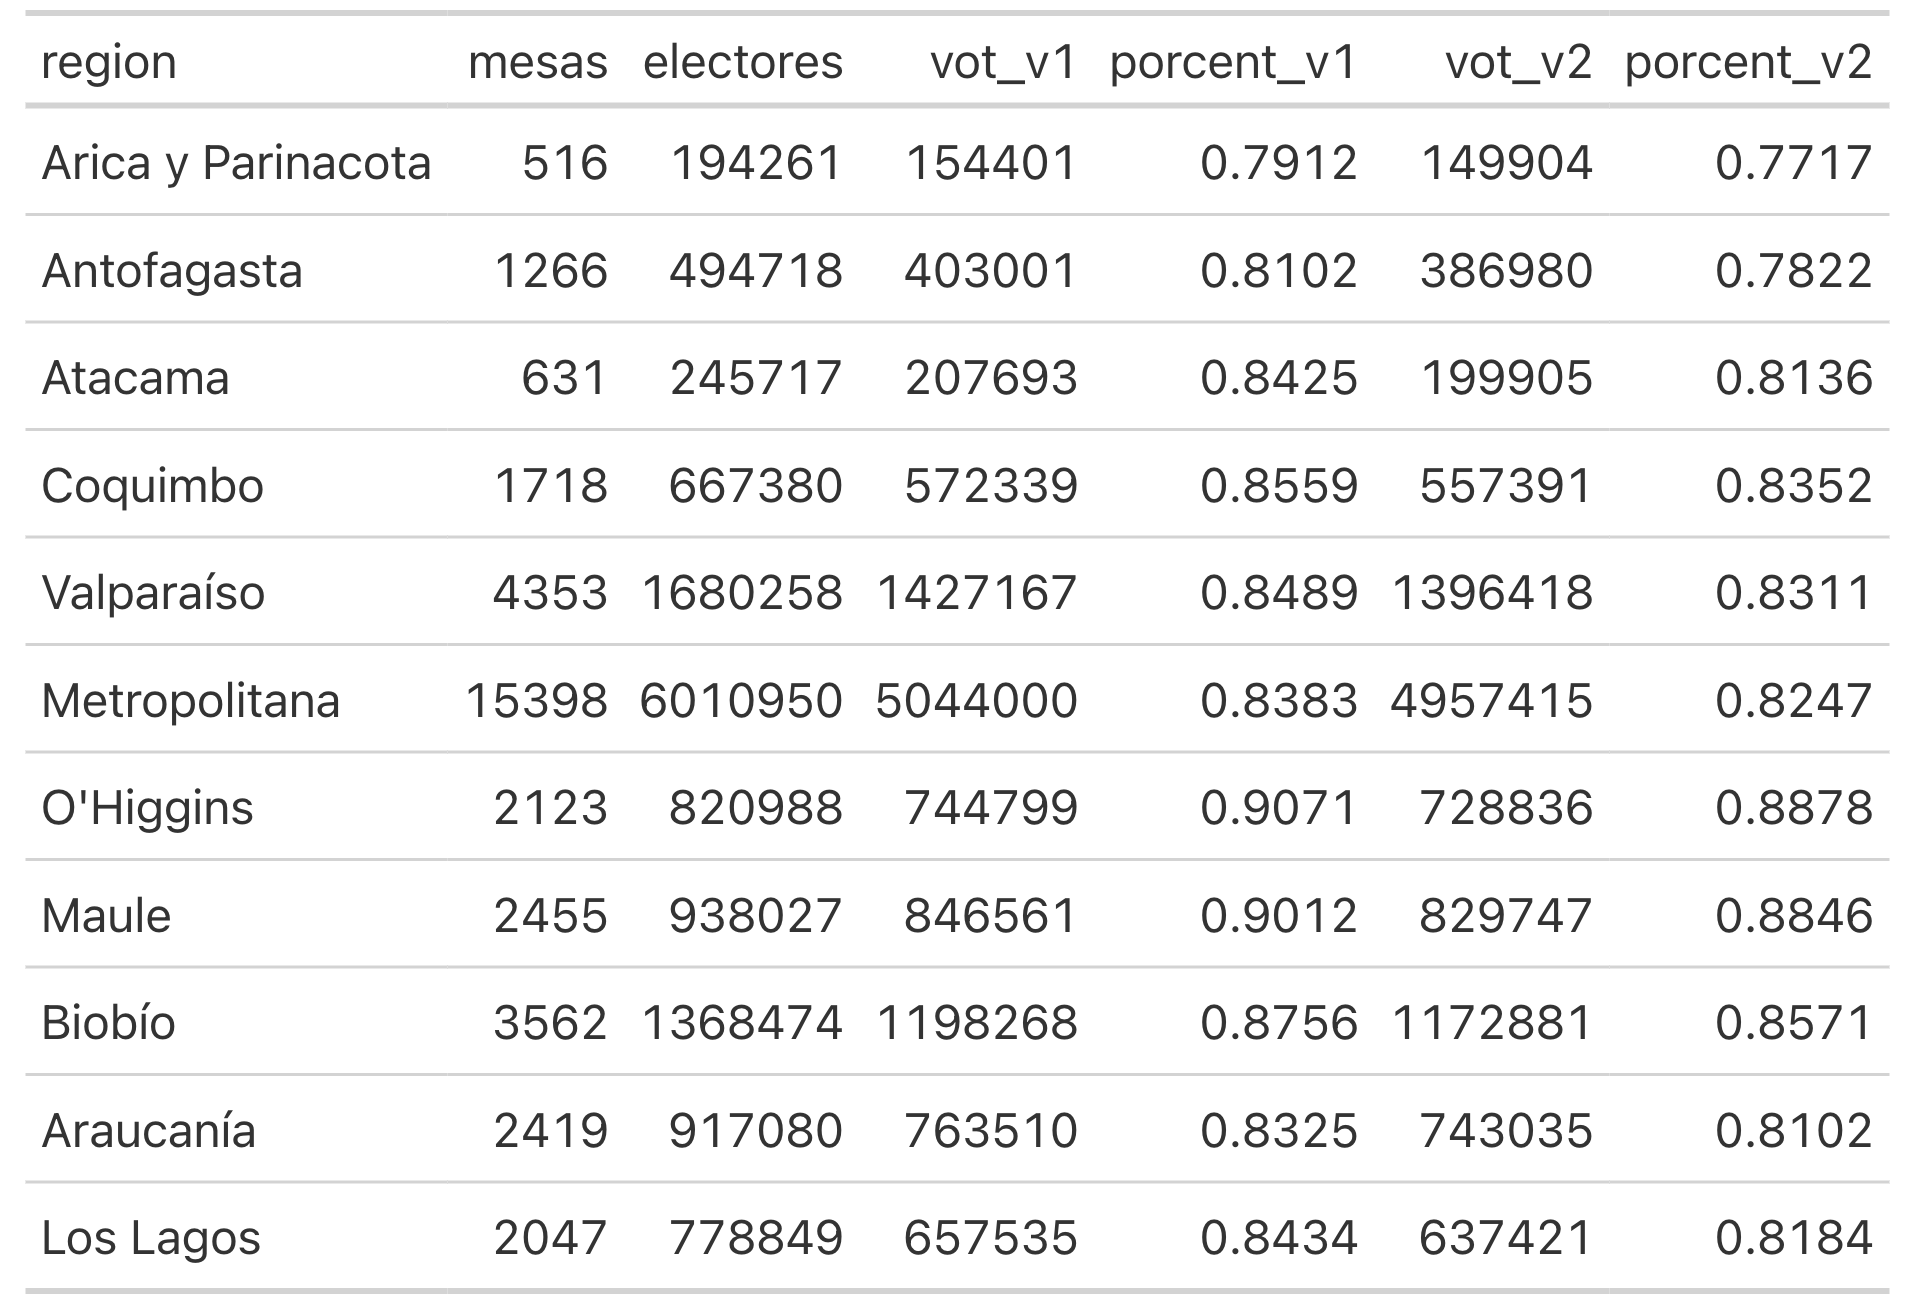 region mesas electores vot_v1 porcent_v1 vot_v2 porcent_v2
Arica y Parinacota 516 194261 154401 0.7912 149904 0.7717
Antofagasta 1266 494718 403001 0.8102 386980 0.7822
Atacama 631 245717 207693 0.8425 199905 0.8136
Coquimbo 1718 667380 572339 0.8559 557391 0.8352
Valparaíso 4353 1680258 1427167 0.8489 1396418 0.8311
Metropolitana 15398 6010950 5044000 0.8383 4957415 0.8247
O'Higgins 2123 820988 744799 0.9071 728836 0.8878
Maule 2455 938027 846561 0.9012 829747 0.8846
Biobío 3562 1368474 1198268 0.8756 1172881 0.8571
Araucanía 2419 917080 763510 0.8325 743035 0.8102
Los Lagos 2047 778849 657535 0.8434 637421 0.8184